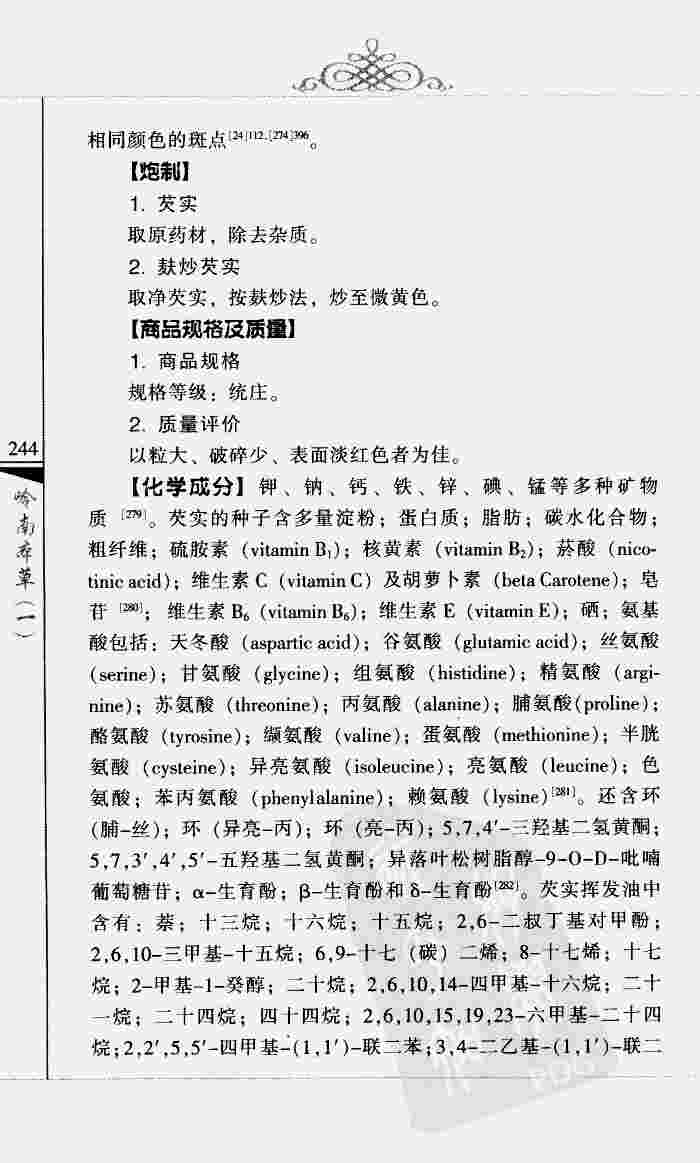 相同颜色的斑点[24]112,[274]396。
【炮制】
1. 芡实
取原药材，除去杂质。
2. 麸炒芡实
取净芡实，按麸炒法，炒至微黄色。
【商品规格及质量】
1. 商品规格
规格等级：统庄。
2. 质量评价
以粒大、破碎少、表面淡红色者为佳。
【化学成分】钾、钠、钙、铁、锌、碘、锰等多种矿物
质 [279]。芡实的种子含多量淀粉；蛋白质；脂肪；碳水化合物；
粗纤维；硫胺素 (vitamin B₁)；核黄素 (vitamin B₂)；菸酸 (nico-
tinic acid)；维生素 C (vitamin C) 及胡萝卜素 (beta Carotene)；皂
苷 [280]；维生素 B₆ (vitamin B₆)；维生素 E (vitamin E)；硒；氨基
酸包括：天冬酸 (aspartic acid)；谷氨酸 (glutamic acid)；丝氨酸
(serine)；甘氨酸 (glycine)；组氨酸 (histidine)；精氨酸 (argi-
nine)；苏氨酸 (threonine)；丙氨酸 (alanine)；脯氨酸(proline)；
酪氨酸 (tyrosine)；缬氨酸 (valine)；蛋氨酸 (methionine)；半胱
氨酸 (cysteine)；异亮氨酸 (isoleucine)；亮氨酸 (leucine)；色
氨酸；苯丙氨酸 (phenylalanine)；赖氨酸 (lysine)[281]。还含环
(脯-丝)；环 (异亮-丙)；环 (亮-丙)；5,7,4′-三羟基二氢黄酮；
5,7,3′,4′,5′-五羟基二氢黄酮；异落叶松树脂醇-9-O-D-吡喃
葡萄糖苷；α-生育酚；β-生育酚和δ-生育酚[282]。芡实挥发油中
含有：萘；十三烷；十六烷；十五烷；2,6-二叔丁基对甲酚；
2,6,10-三甲基-十五烷；6,9-十七（碳）二烯；8-十七烯；十七
烷；2-甲基-1-癸醇；二十烷；2,6,10,14-四甲基-十六烷；二十
一烷；二十四烷；四十四烷；2,6,10,15,19,23-六甲基-二十四
烷；2,2′,5,5′-四甲基-(1,1′)-联二苯；3,4-二乙基-(1,1′)-联二
244
岭南本草（一）